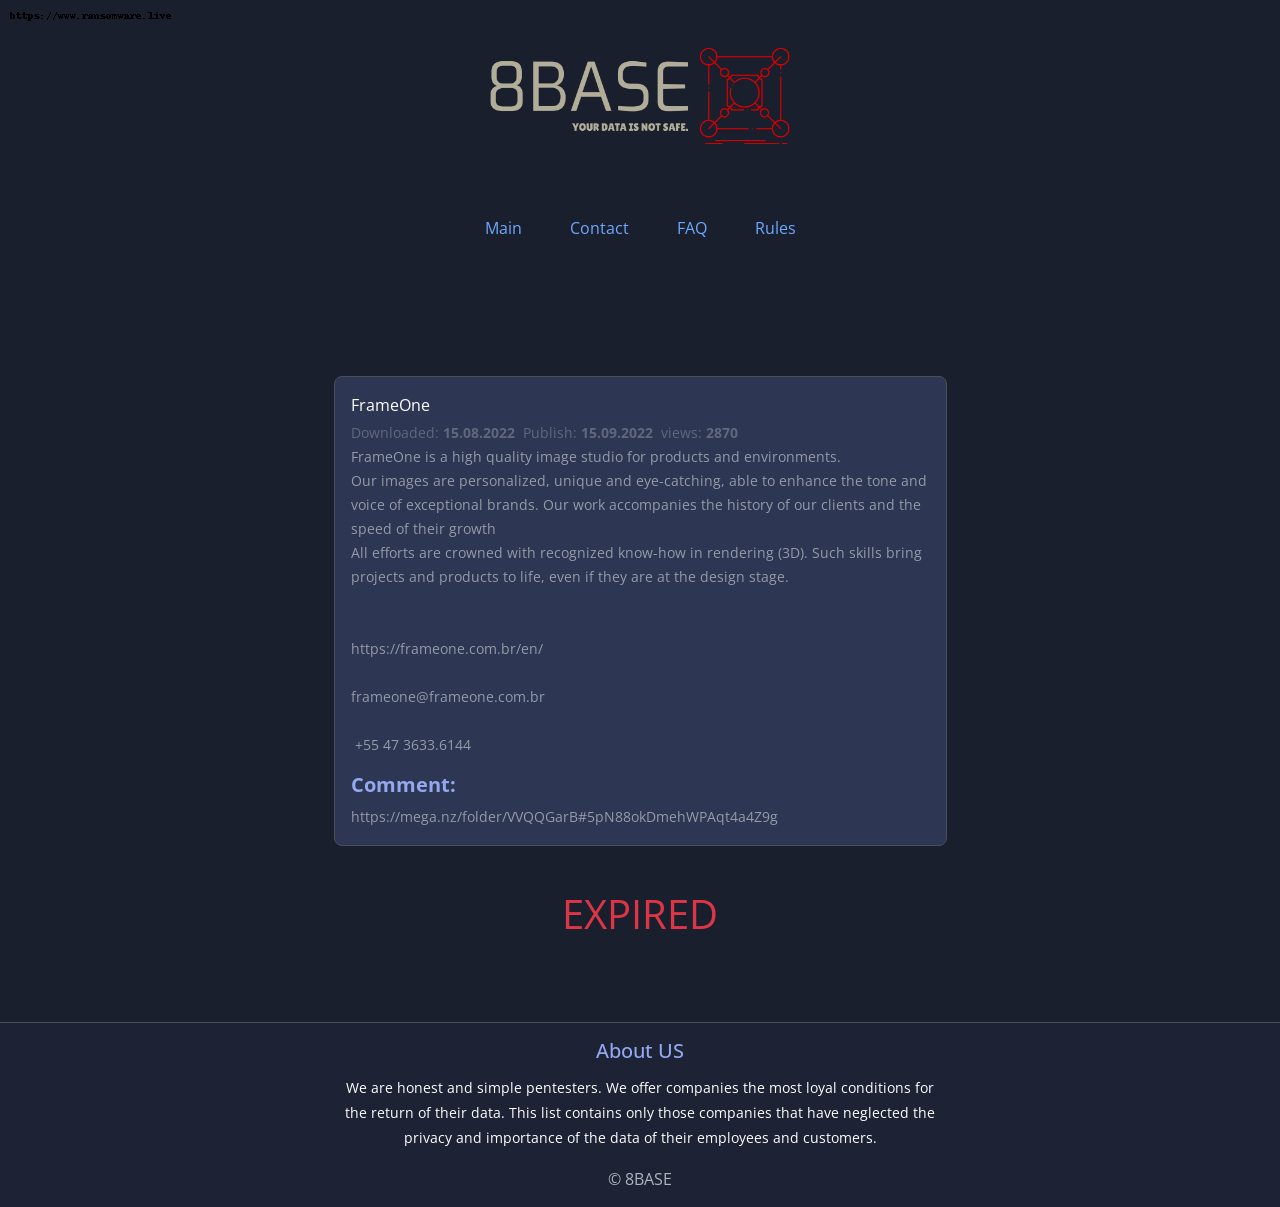 https://www.ransomware.live
8BASE
YOUR DATA IS NOT SAFE.
Main Contact FAQ Rules
FrameOne
Downloaded: 15.08.2022 Publish: 15.09.2022 views: 2870
FrameOne is a high quality image studio for products and environments.
Our images are personalized, unique and eye-catching, able to enhance the tone and
voice of exceptional brands. Our work accompanies the history of our clients and the
speed of their growth
All efforts are crowned with recognized know-how in rendering (3D). Such skills bring
projects and products to life, even if they are at the design stage.
https://frameone.com.br/en/
frameone@frameone.com.br
+55 47 3633.6144
Comment:
https://mega.nz/folder/VVQQGarB#5pN88okDmehWPAqt4a4Z9g
EXPIRED
About US
We are honest and simple pentesters. We offer companies the most loyal conditions for
the return of their data. This list contains only those companies that have neglected the
privacy and importance of the data of their employees and customers.
© 8BASE